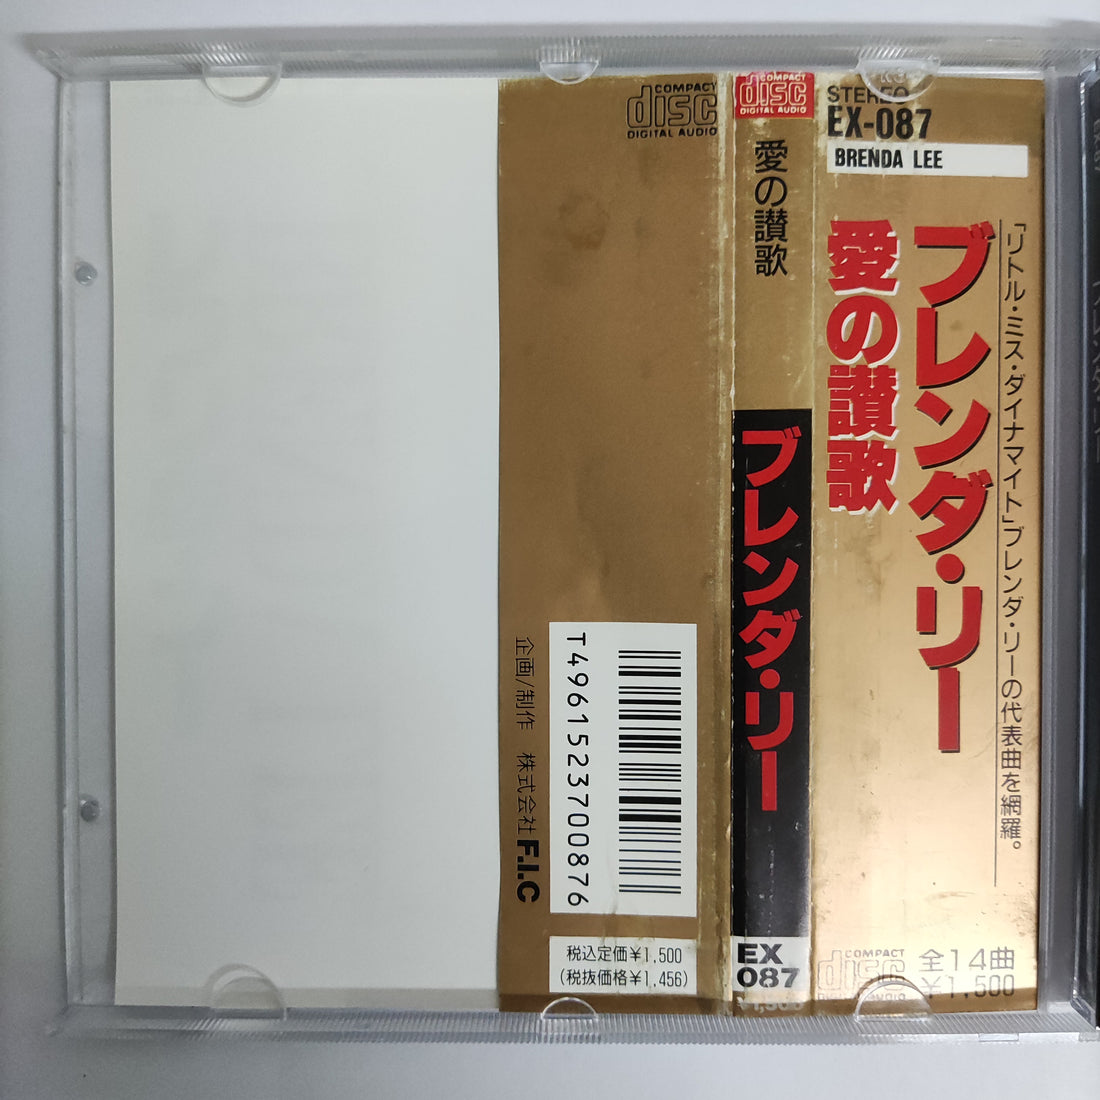 COMPACT
disc
DIGITAL AUDIO
T4961523700876
企画/制作 株式会社 F.I.C
税込定価¥1,500
(税抜価格¥1,456)
COMPACT
disc
DIGITAL AUDIO
愛の讃歌
ブレンダ・リー
EX
087
STEREO
EX-087
BRENDA LEE
「リトル・ミス・ダイナマイト」ブレンダ・リーの代表曲を網羅。
ブレンダ・リー
愛の讃歌
COMPACT
disc
DIGITAL AUDIO
全14曲
¥1,500